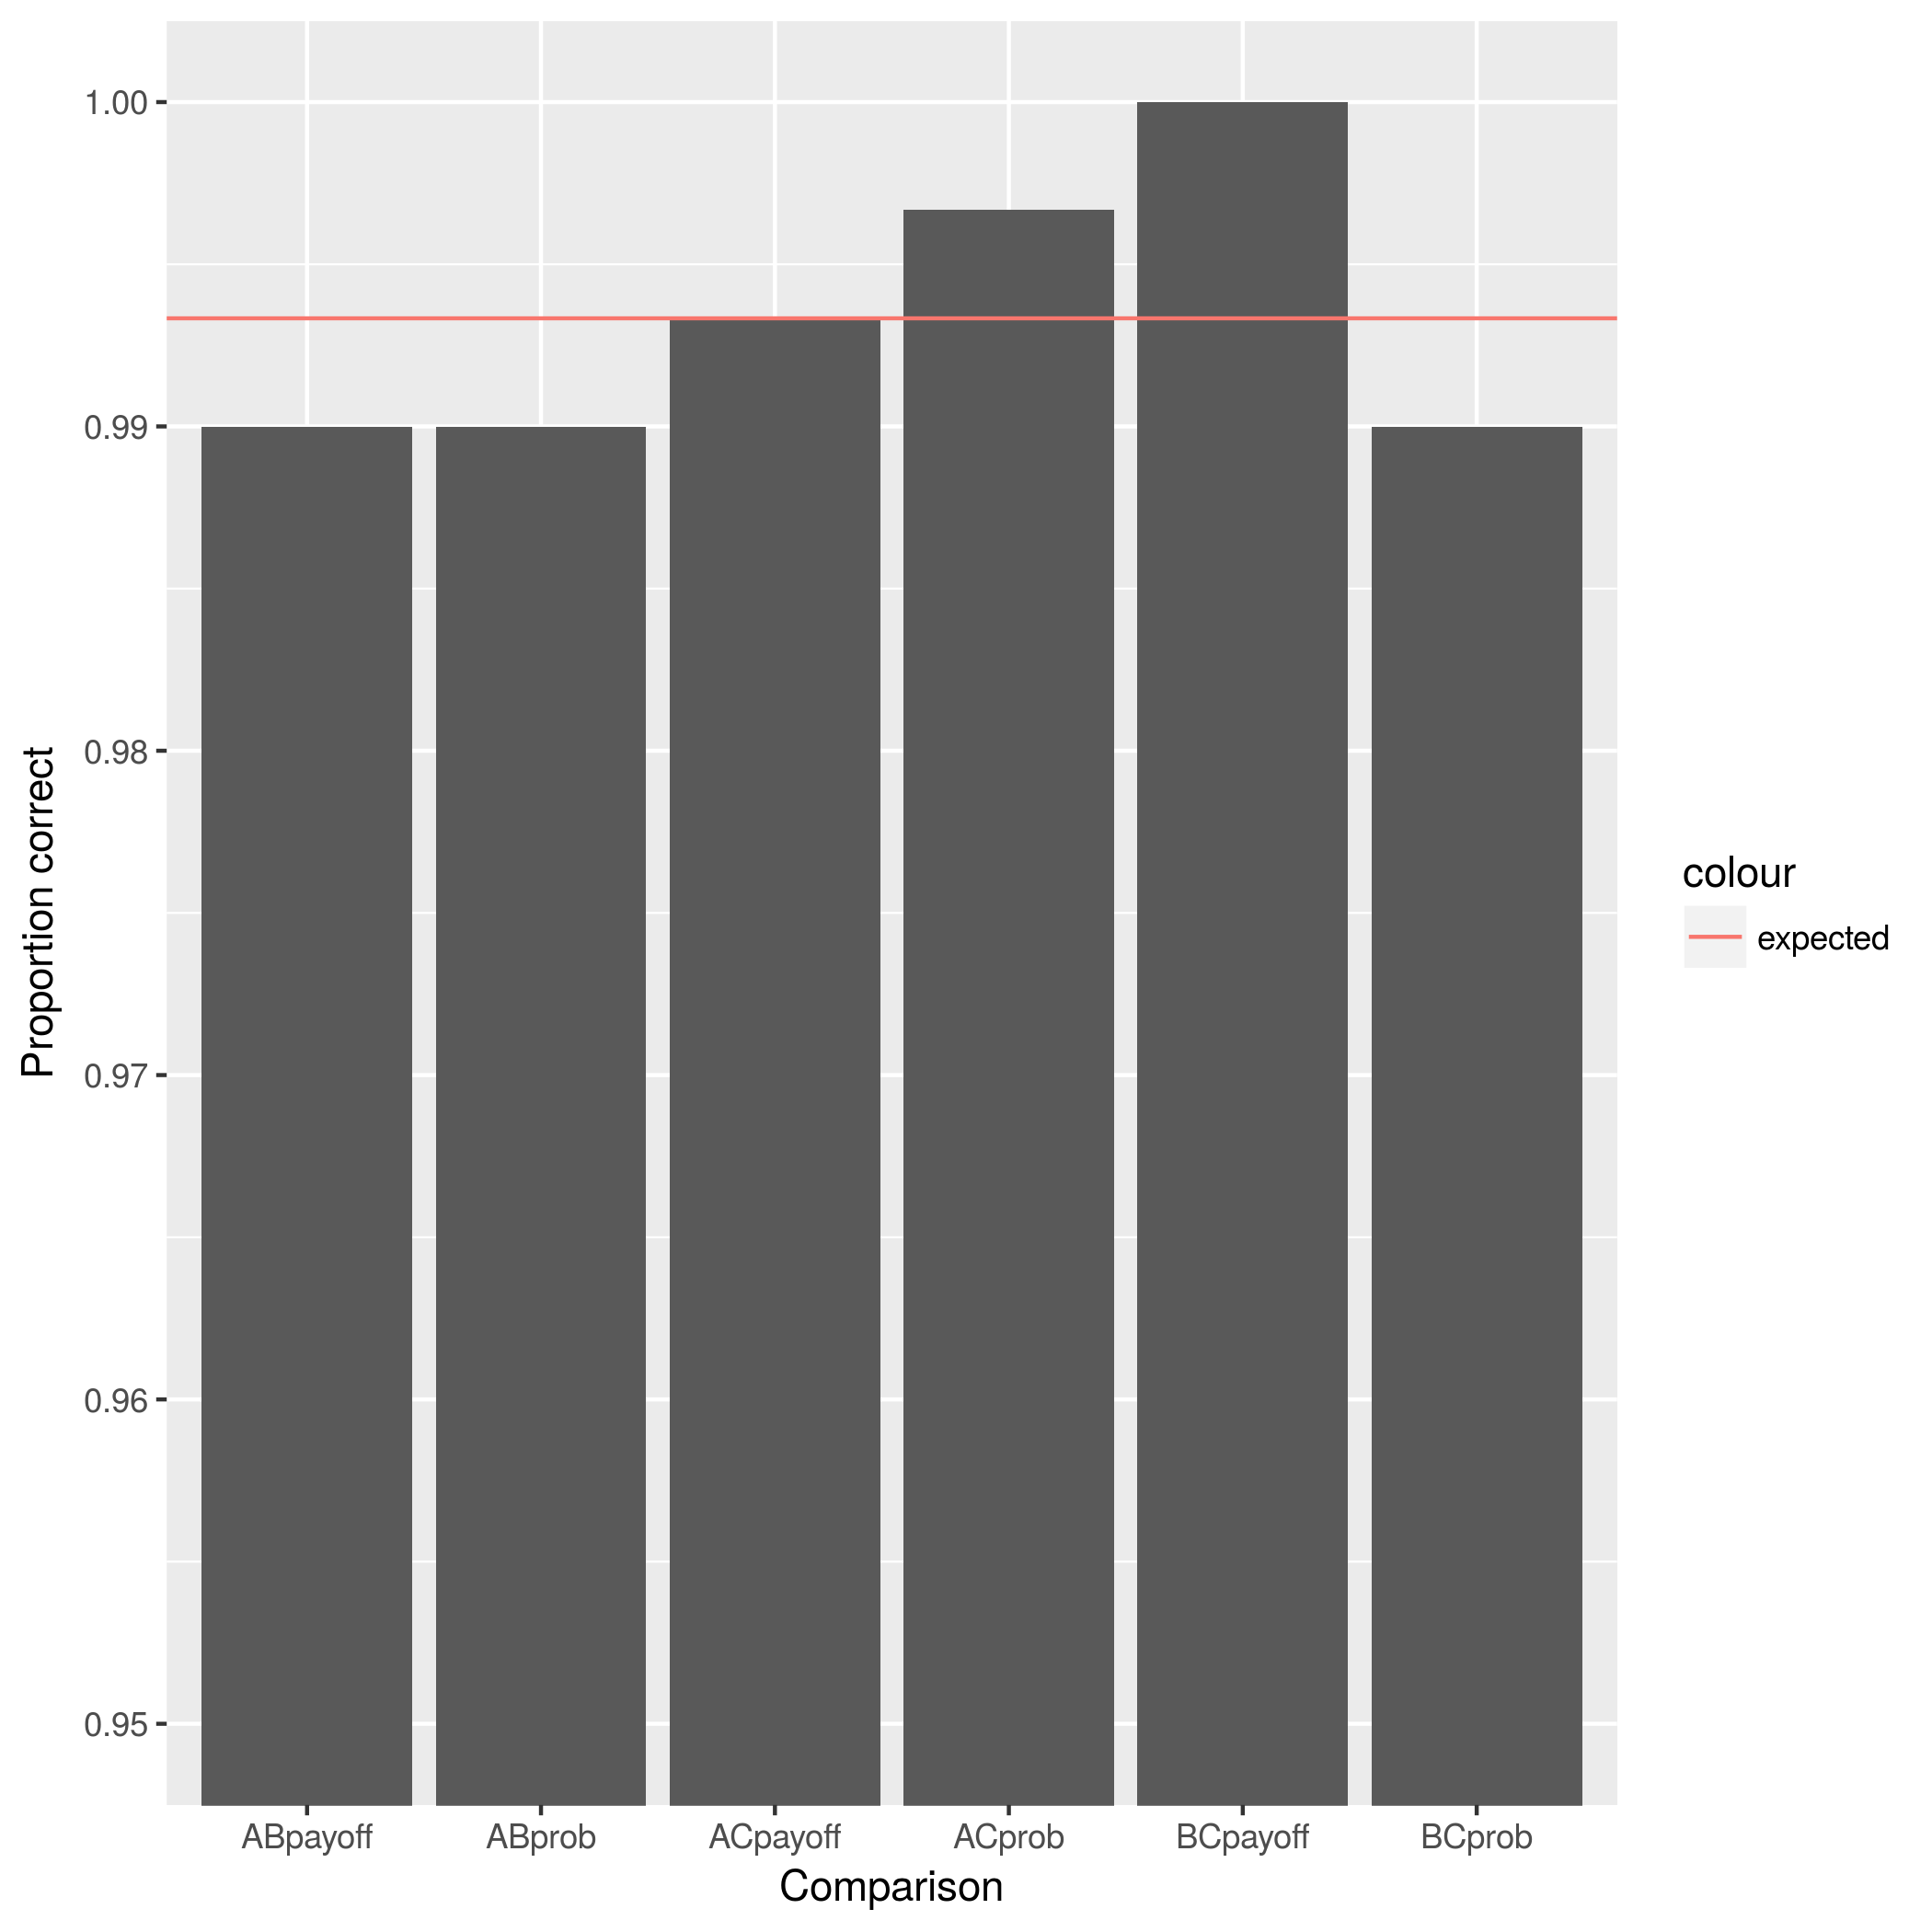 Proportion correct
1.00
0.99
0.98
0.97
0.96
0.95
ABpayoff ABprob ACpayoff ACprob BCpayoff BCprob
Comparison
colour
expected